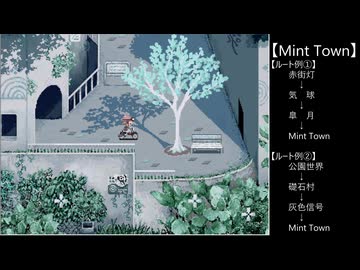 【Mint Town】
【ルート例①】
赤街灯
↓
気　球
↓
皐　月
↓
Mint Town
【ルート例②】
公園世界
↓
礎石村
↓
灰色信号
↓
Mint Town